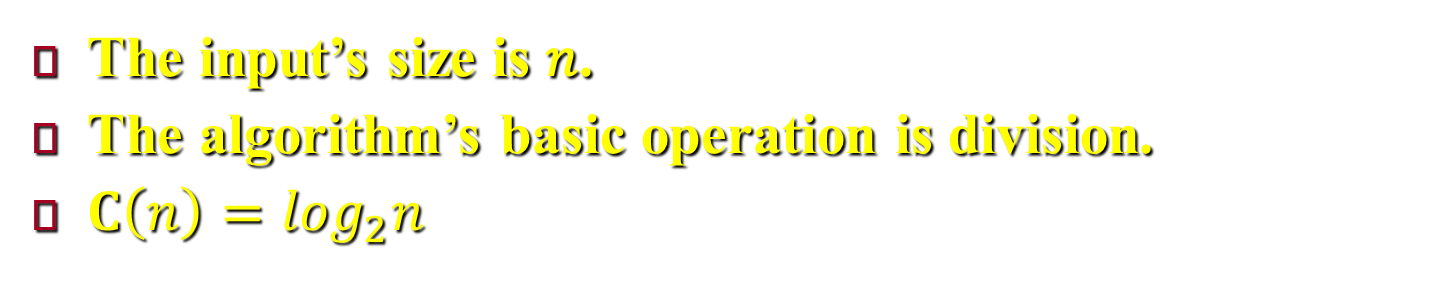 The input’s size is 𝑛.
The algorithm’s basic operation is division.
C(𝑛) = 𝑙𝑜𝑔₂𝑛